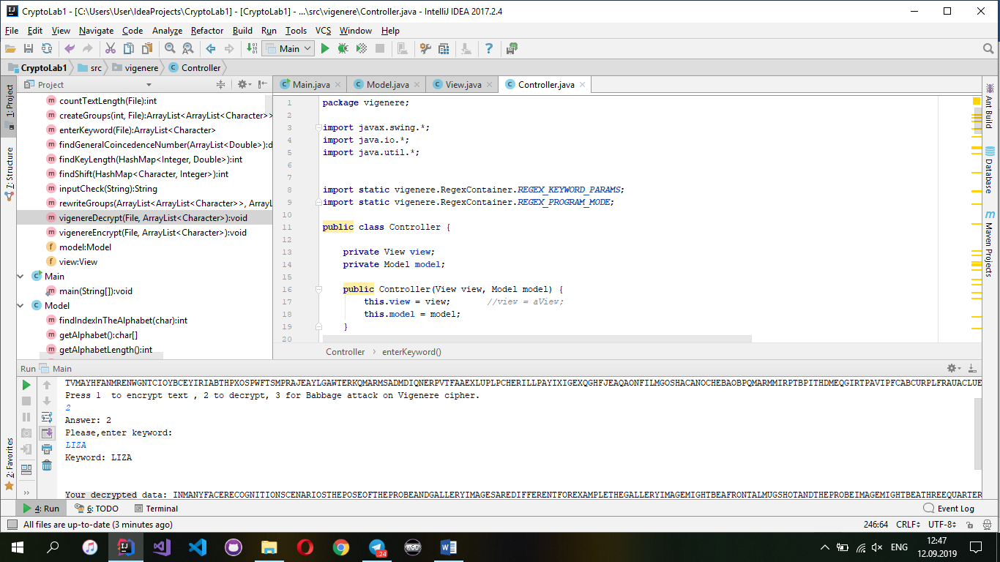 CryptoLab1 - [C:\Users\User\IdeaProjects\CryptoLab1] - [CryptoLab1] - ...\src\vigenere\Controller.java - IntelliJ IDEA 2017.2.4
File Edit View Navigate Code Analyze Refactor Build Run Tools VCS Window Help
Main
CryptoLab1 src vigenere Controller
Project
Main.java Model.java View.java Controller.java
1: Project
7: Structure
2: Favorites
countTextLength(File):int
createGroups(int, File):ArrayList<ArrayList<Character>>
enterKeyword(File):ArrayList<Character>
findGeneralCoincedenceNumber(ArrayList<Double>):d
findKeyLength(HashMap<Integer, Double>):int
findShift(HashMap<Character, Integer>):int
inputCheck(String):String
rewriteGroups(ArrayList<ArrayList<Character>>, ArrayL
vigenereDecrypt(File, ArrayList<Character>):void
vigenereEncrypt(File, ArrayList<Character>):void
model:Model
view:View
Main
main(String[]):void
Model
findIndexInTheAlphabet(char):int
getAlphabet():char[]
getAlphabetLength():int
1 package vigenere;
2
3 import javax.swing.*;
4 import java.io.*;
5 import java.util.*;
6
7
8 import static vigenere.RegexContainer.REGEX_KEYWORD_PARAMS;
9 import static vigenere.RegexContainer.REGEX_PROGRAM_MODE;
10
11 public class Controller {
12
13 private View view;
14 private Model model;
15
16 public Controller(View view, Model model) {
17 this.view = view; //view = aView;
18 this.model = model;
19 }
20
Controller enterKeyword()
Ant Build
Database
Maven Projects
Run Main
TVMAYHFANMRENWGNTCIOYBCEYIRIABTHPXOSPWFTSMPRAJEAYLGAWTERKQMARMSADMDIQNERPVTFAAEXLUPLPCHERILLPAYIXIGEXQGHFJEAQAONFILMGOSHACANOCHEBAOBPQMARMMIRPTBPITHDMEQGIRTPAVIPFCABCURPLFRAUACLUE
Press 1 to encrypt text , 2 to decrypt, 3 for Babbage attack on Vigenere cipher.
2
Answer: 2
Please,enter keyword:
LIZA
Keyword: LIZA
Your decrypted data: INMANYFACERECOGNITIONSCENARIOSTHEPOSEOFTHEPROBEANDGALLERYIMAGESAREDIFFERENTFOREXAMPLETHEGALLERYIMAGEMIGHTBEAFRONTALMUGSHOTANDTHEPROBEIMAGEMIGHTBEATHREEQUARTER
4: Run 6: TODO Terminal Event Log
All files are up-to-date (3 minutes ago) 246:64 CRLF UTF-8
24
ENG
12:47
12.09.2019